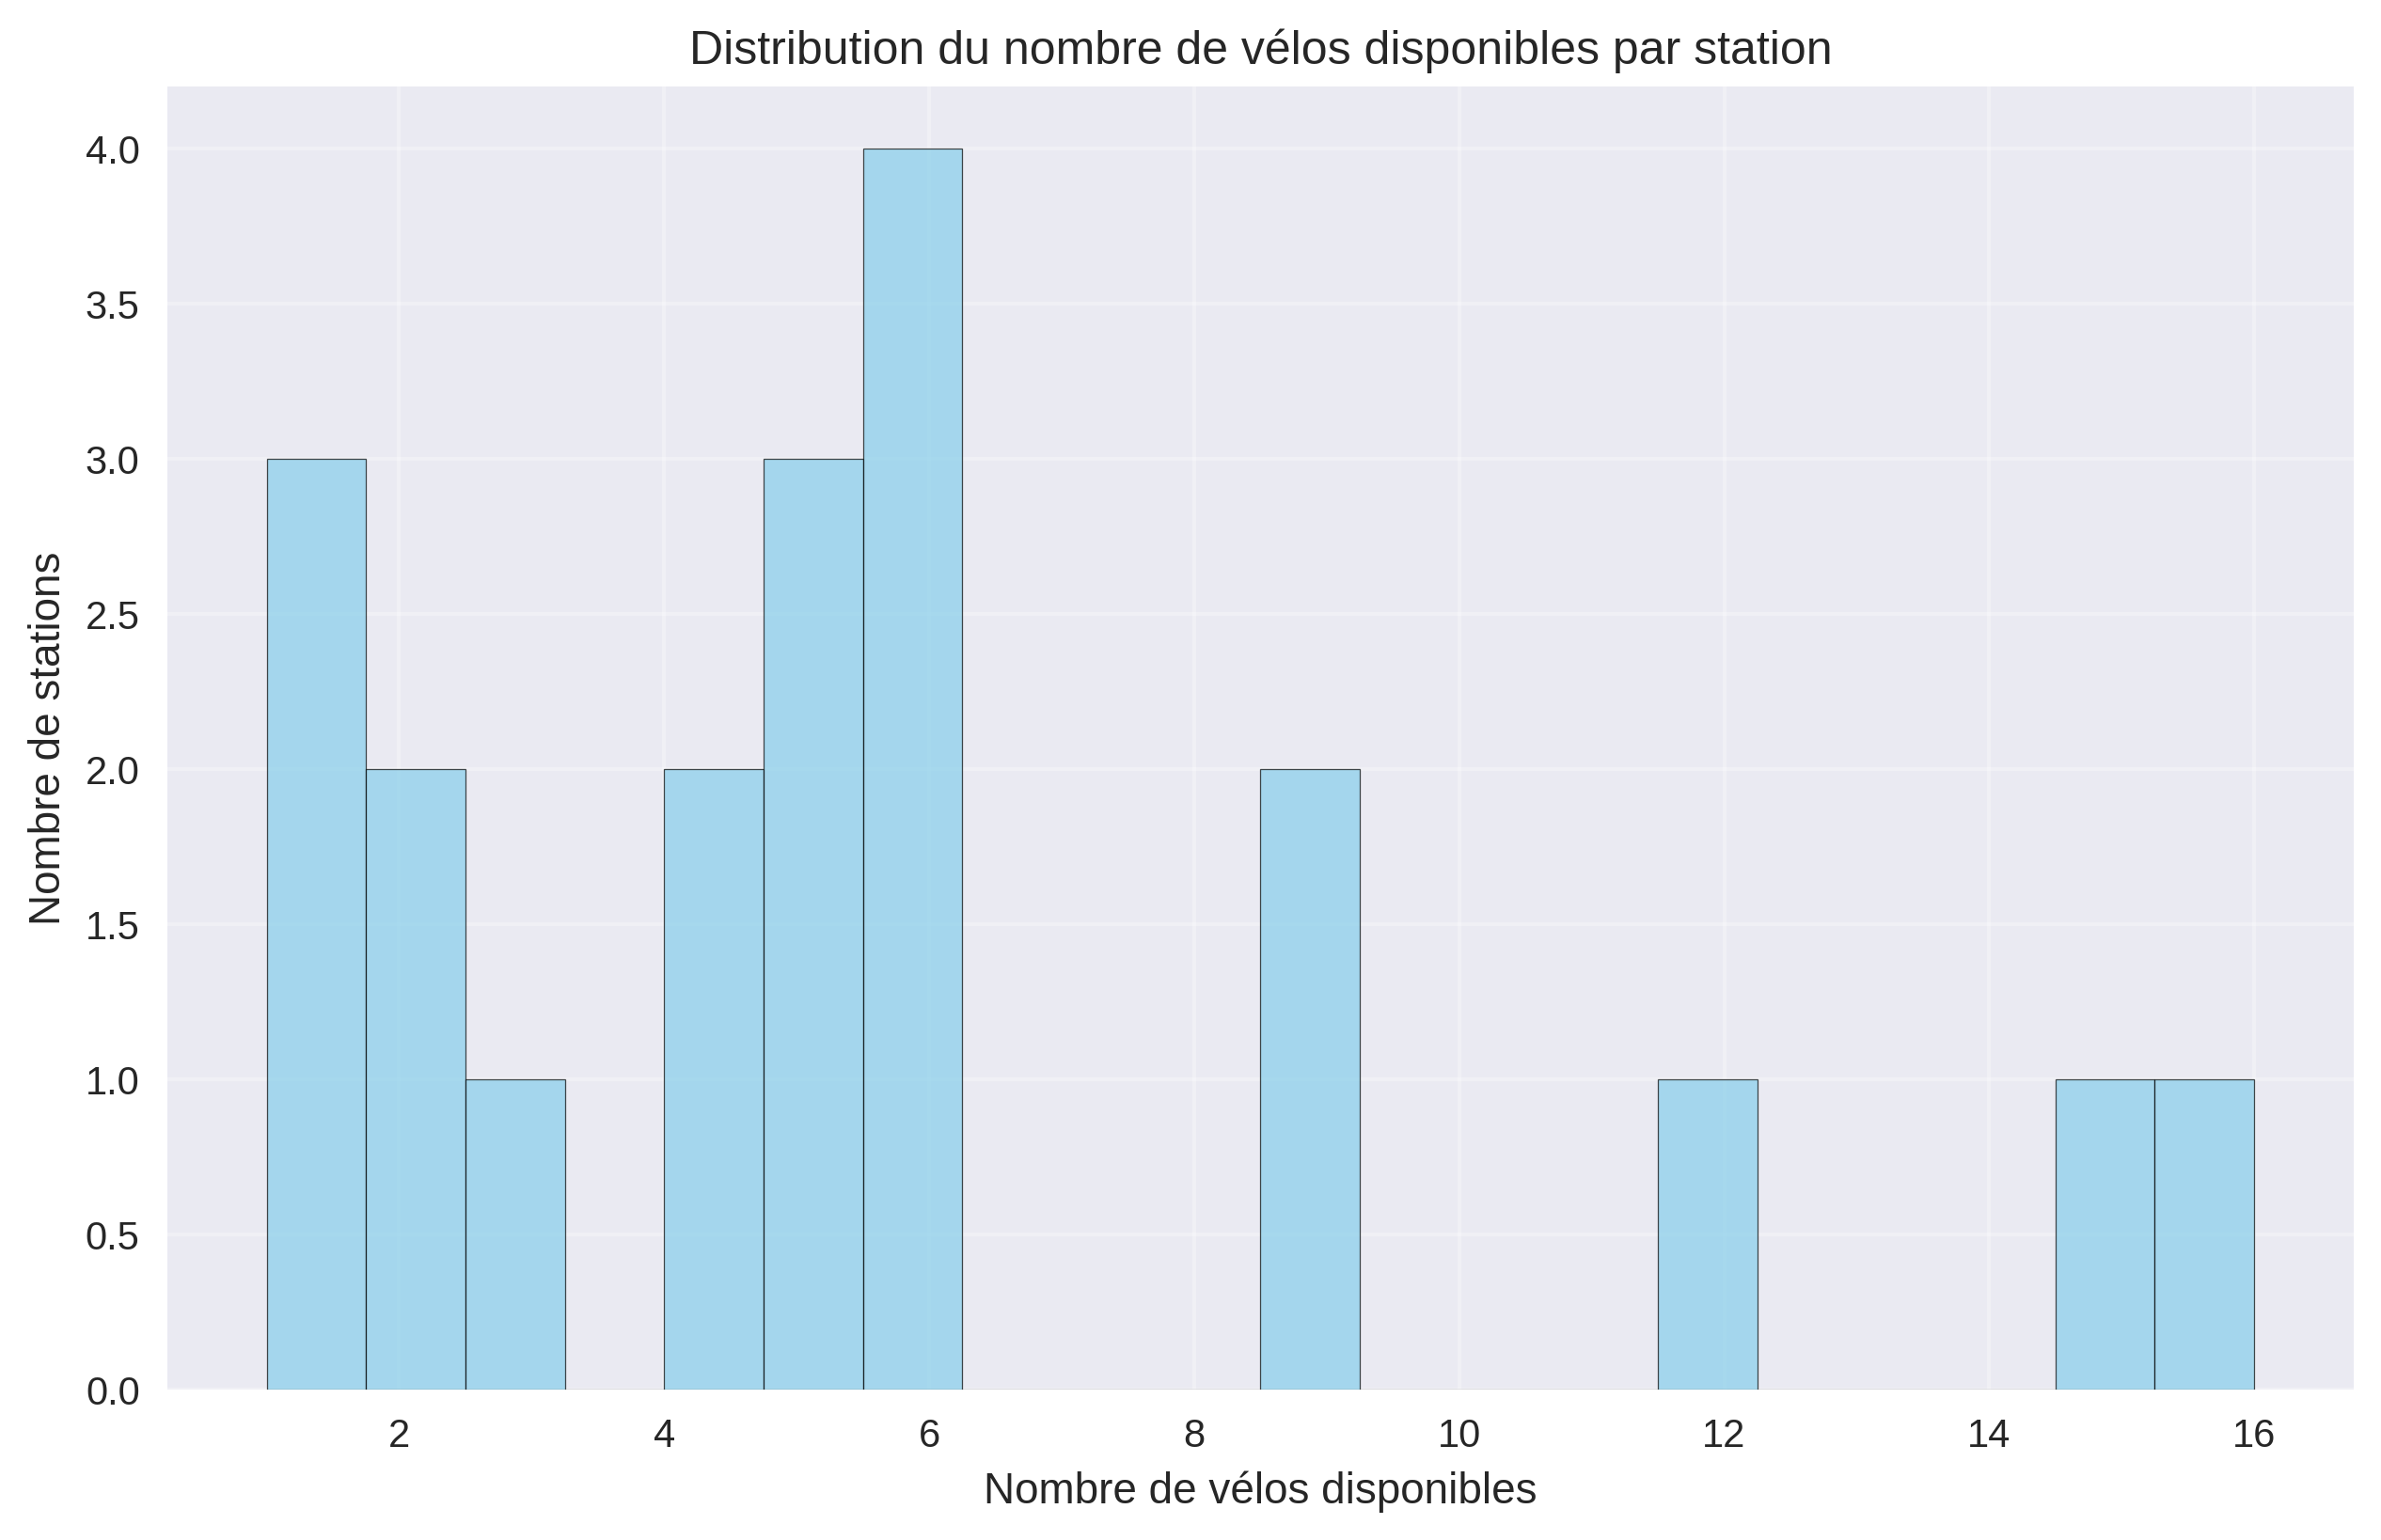 Distribution du nombre de vélos disponibles par station
4.0
3.5
3.0
2.5
2.0
1.5
1.0
0.5
0.0
Nombre de stations
2 4 6 8 10 12 14 16
Nombre de vélos disponibles